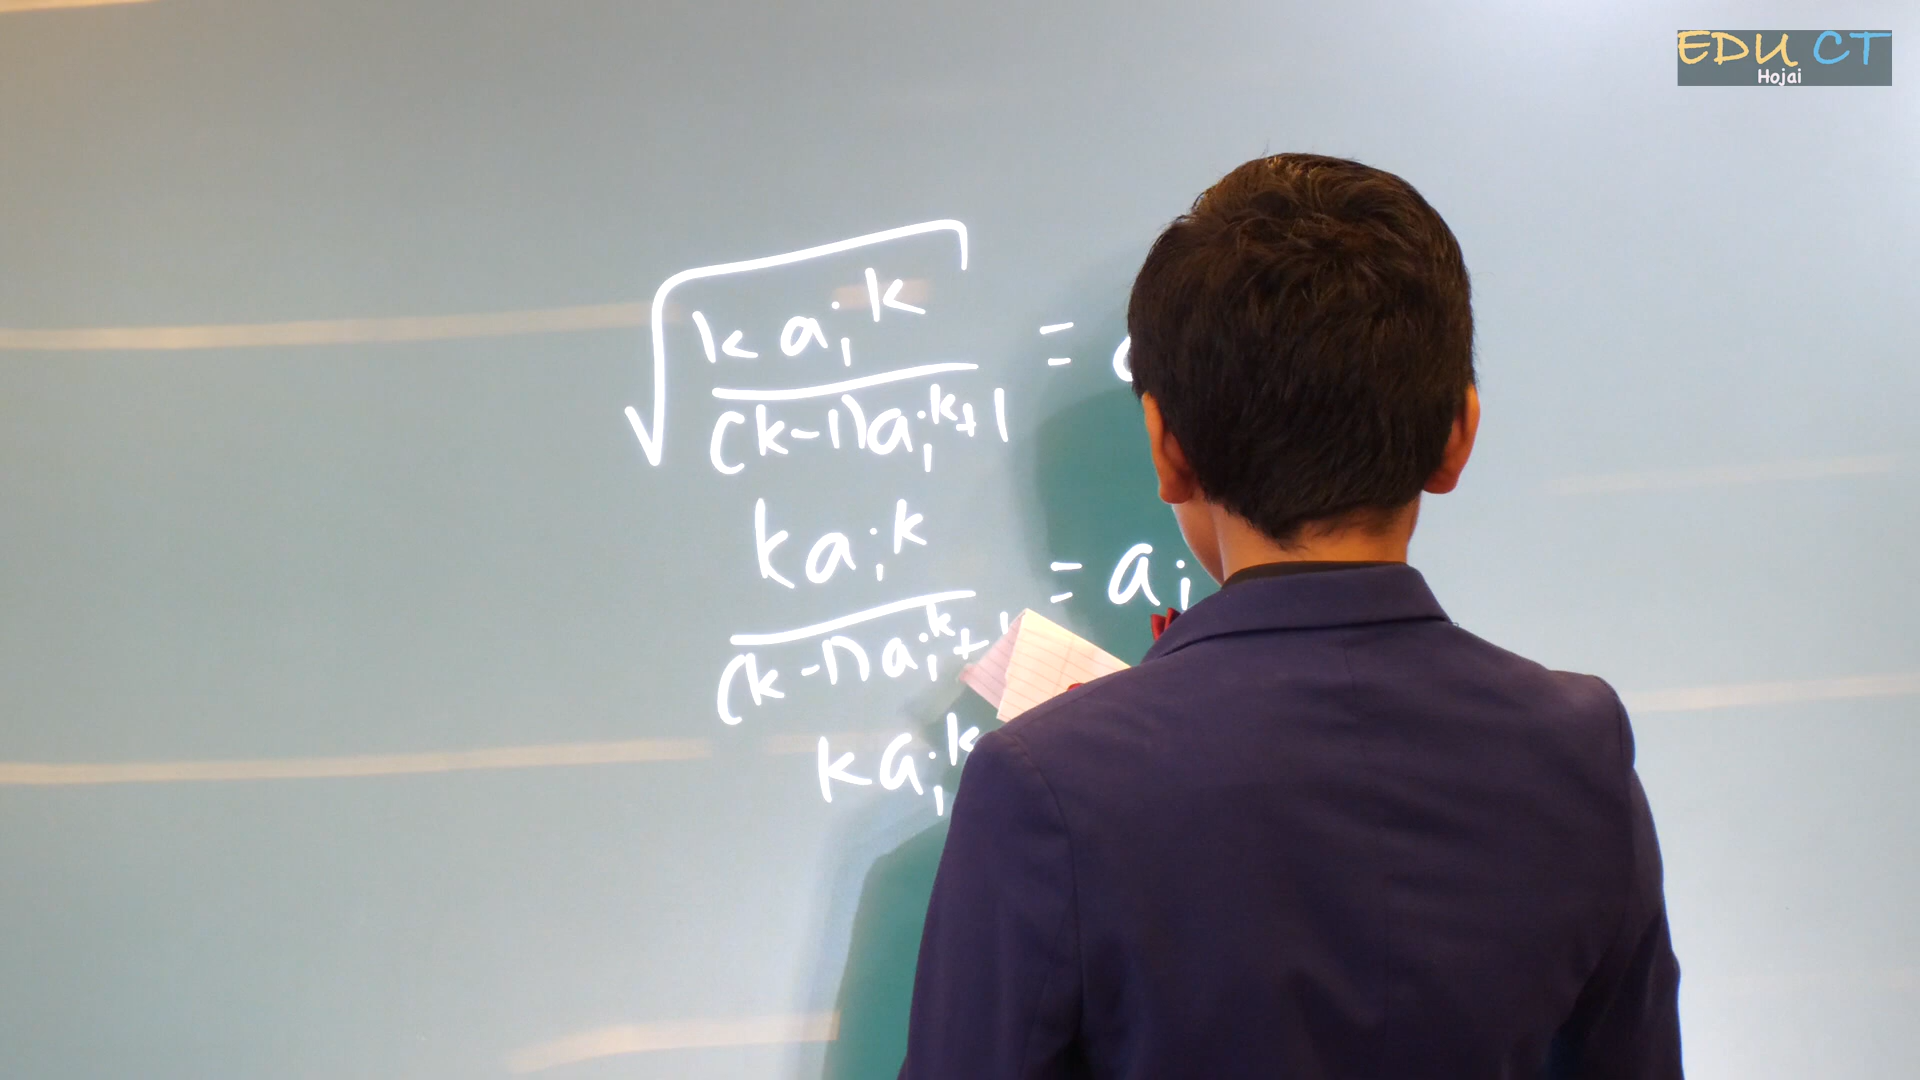 EDU CT
Hojai
√(k aᵢᵏ / (k-1)aᵢᵏ+1) =
k aᵢᵏ / (k-1)aᵢᵏ+1 = aᵢ
k aᵢᵏ